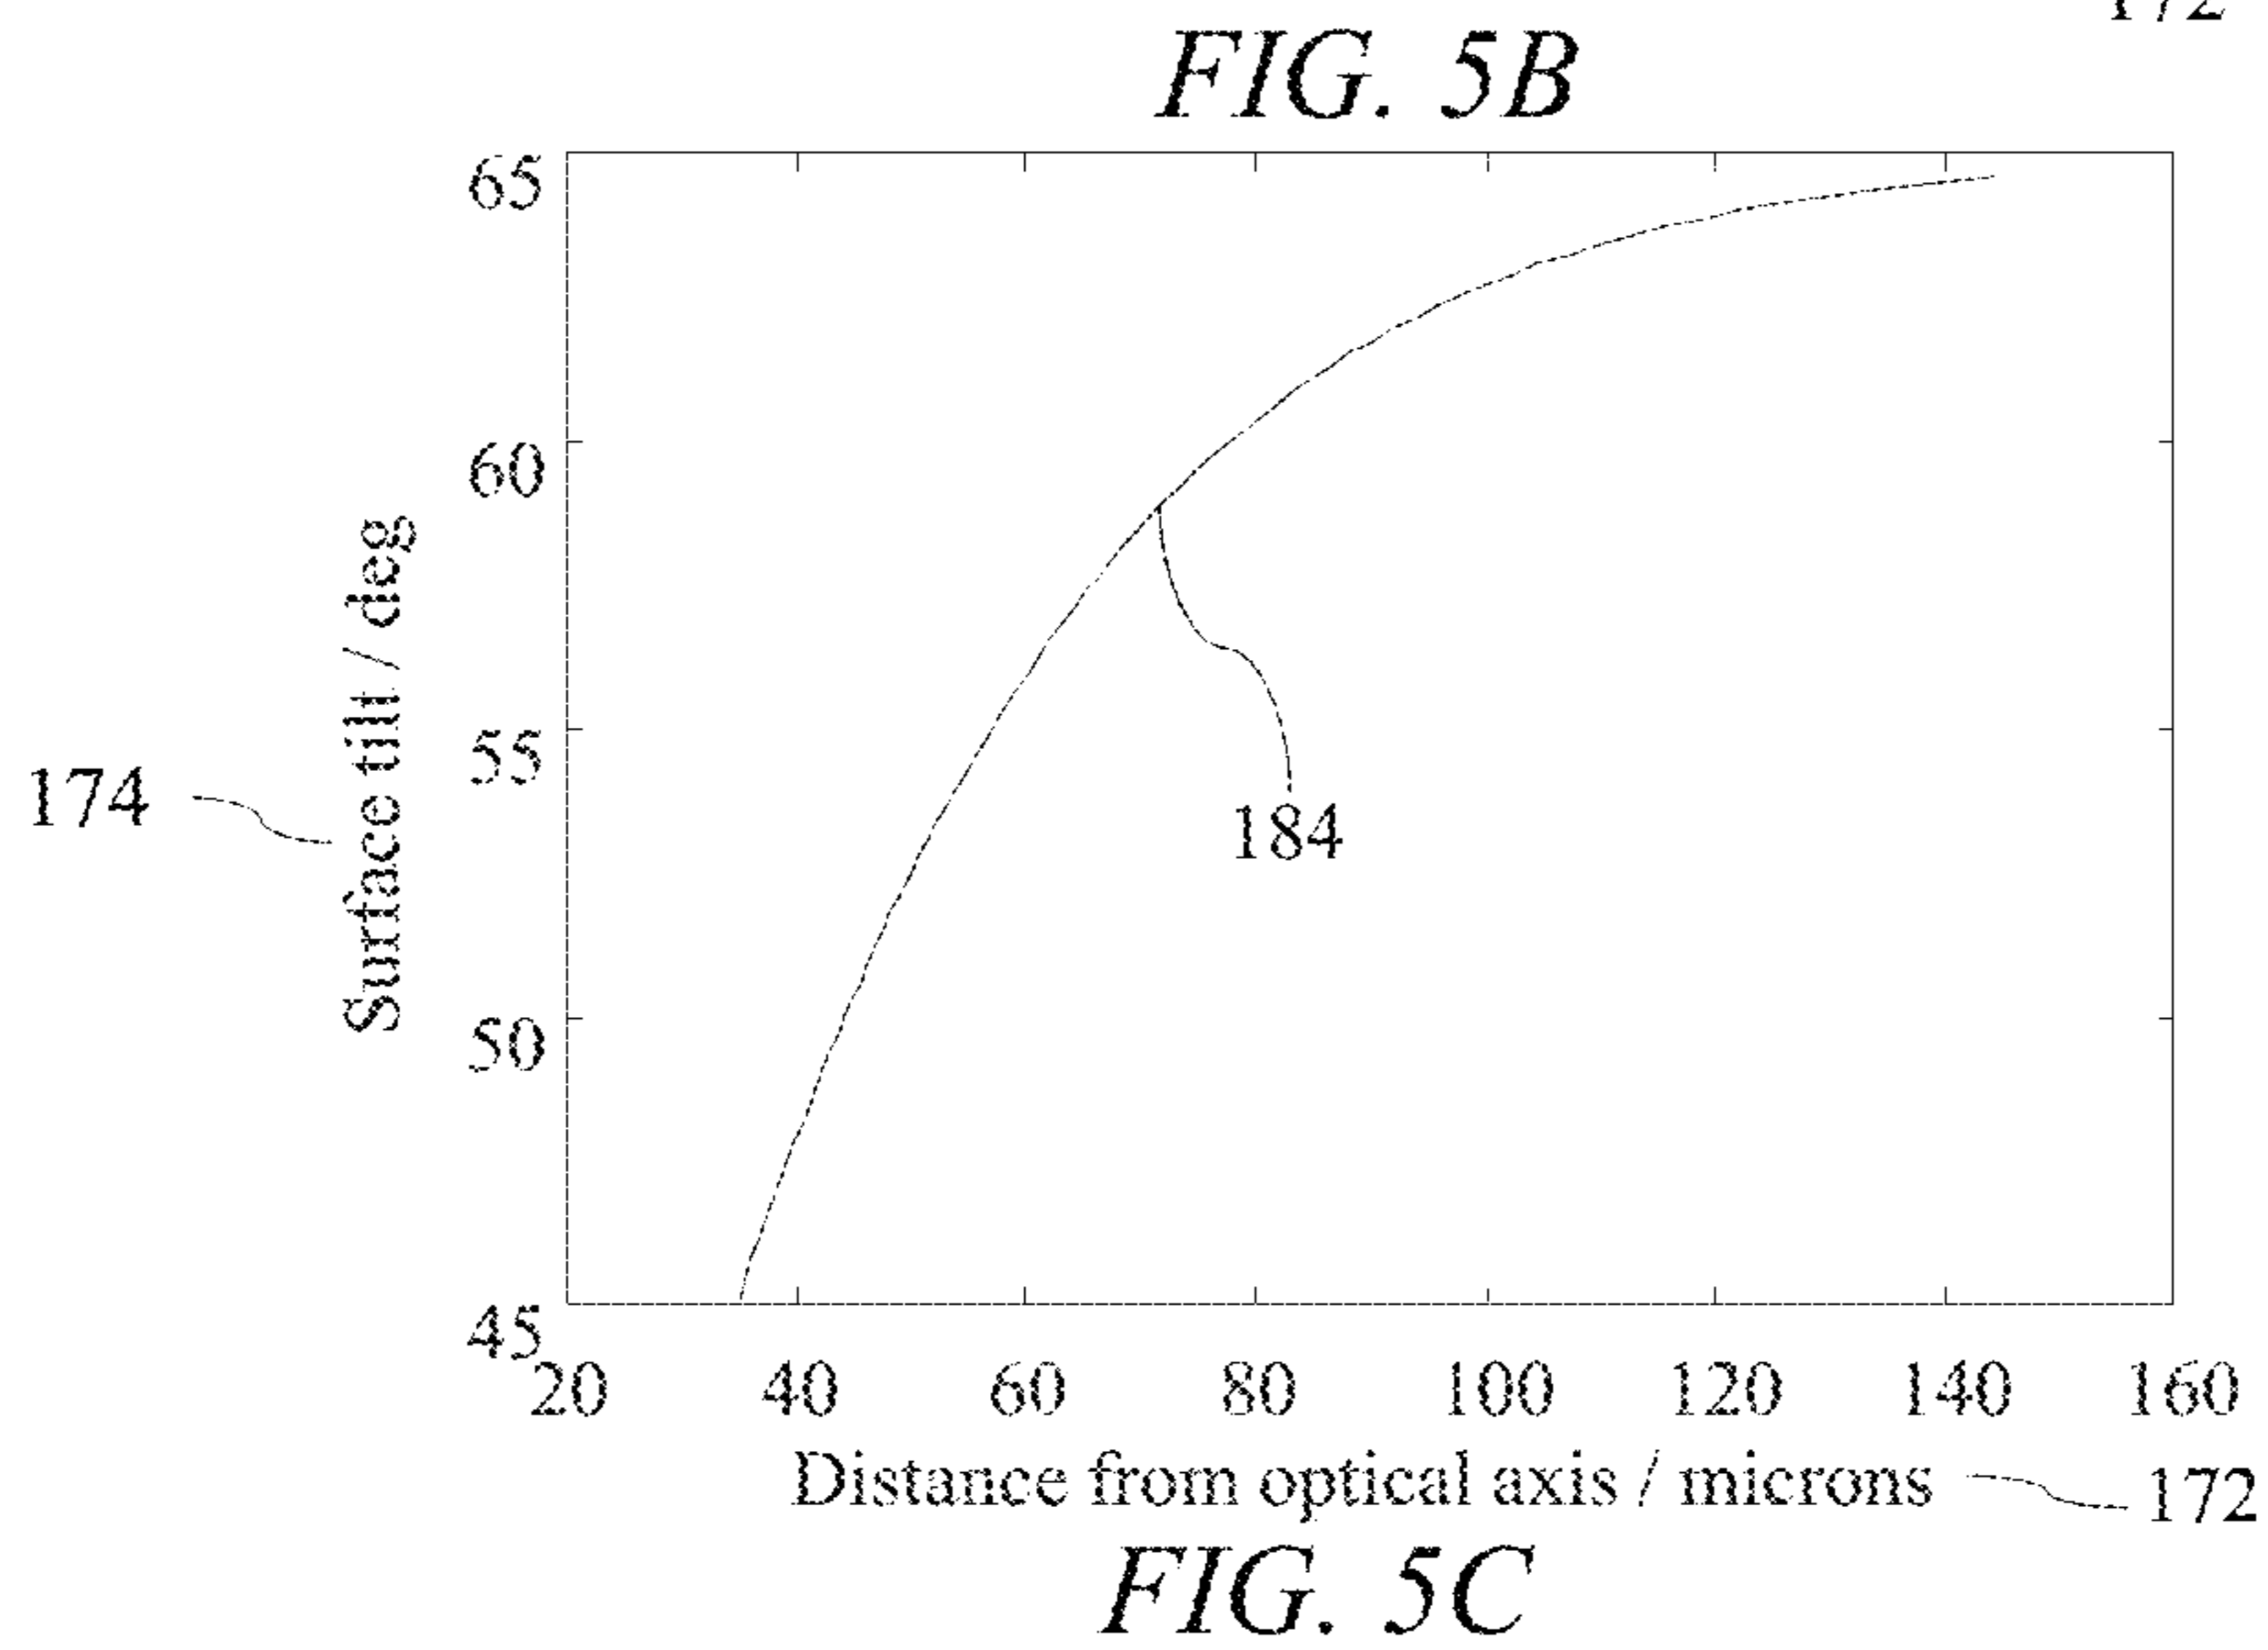 172
FIG. 5B
65
60
55
50
45
Surface tilt / deg
174
184
20 40 60 80 100 120 140 160
Distance from optical axis / microns
172
FIG. 5C